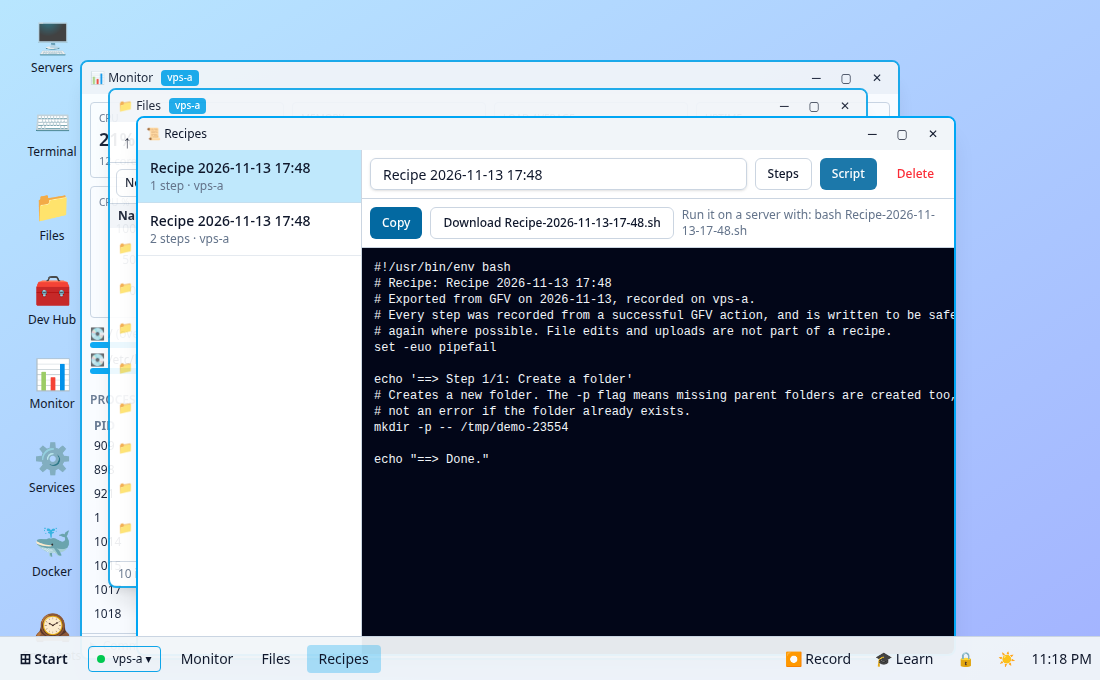 Servers
Terminal
Files
Dev Hub
Monitor
Services
Docker
Monitor vps-a
Files vps-a
Recipes
Recipe 2026-11-13 17:48
1 step · vps-a
Recipe 2026-11-13 17:48
2 steps · vps-a
Recipe 2026-11-13 17:48 Steps Script Delete
Copy Download Recipe-2026-11-13-17-48.sh
Run it on a server with: bash Recipe-2026-11-
13-17-48.sh
#!/usr/bin/env bash
# Recipe: Recipe 2026-11-13 17:48
# Exported from GFV on 2026-11-13, recorded on vps-a.
# Every step was recorded from a successful GFV action, and is written to be safe
# again where possible. File edits and uploads are not part of a recipe.
set -euo pipefail
echo '==> Step 1/1: Create a folder'
# Creates a new folder. The -p flag means missing parent folders are created too,
# not an error if the folder already exists.
mkdir -p -- /tmp/demo-23554
echo "==> Done."
PID
1
1017
1018
Start vps-a Monitor Files Recipes Record Learn 11:18 PM